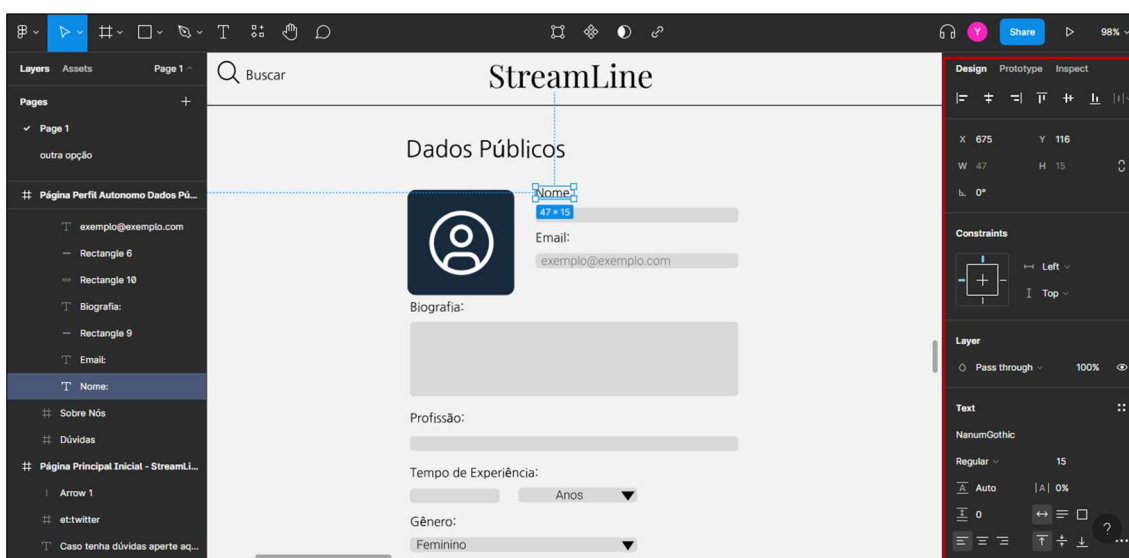 Y
Share
98%
Layers Assets Page 1
Pages
Page 1
outra opção
Página Perfil Autonomo Dados Pú...
exemplo@exemplo.com
Rectangle 6
Rectangle 10
Biografia:
Rectangle 9
Email:
Nome:
Sobre Nós
Dúvidas
Página Principal Inicial - StreamLi...
Arrow 1
et:twitter
Caso tenha dúvidas aperte aq...
Buscar
StreamLine
Dados Públicos
Nome:
47 × 15
Email:
exemplo@exemplo.com
Biografia:
Profissão:
Tempo de Experiência:
Anos
Gênero:
Feminino
Design Prototype Inspect
X 675 Y 116
W 47 H 15
0°
Constraints
Left
Top
Layer
Pass through 100%
Text
NanumGothic
Regular 15
A Auto |A| 0%
0
?